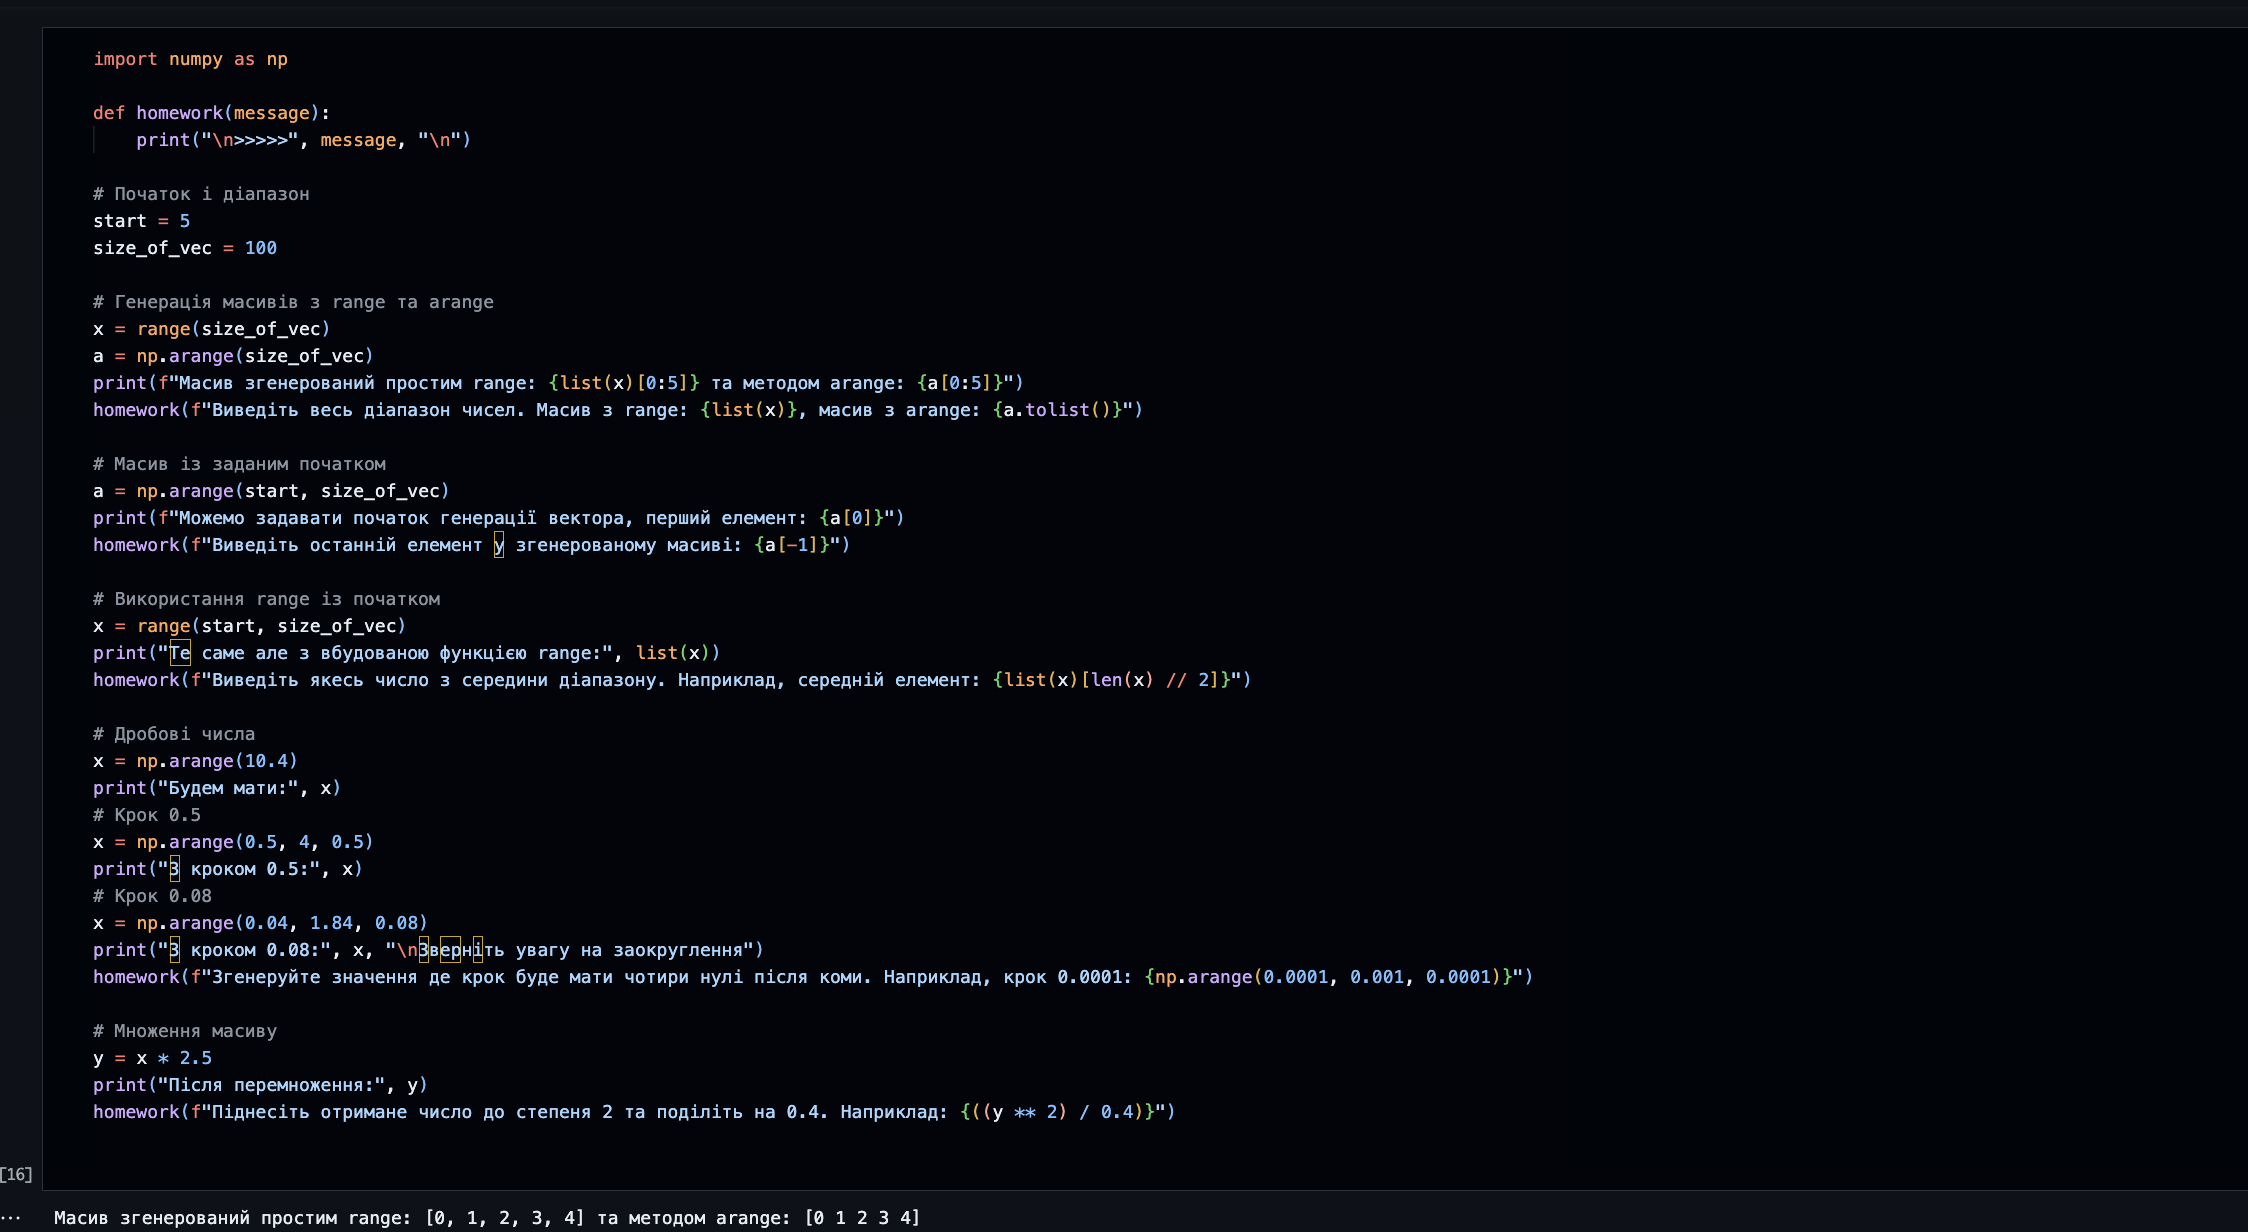 import numpy as np
def homework(message):
    print("\n>>>>>", message, "\n")
# Початок і діапазон
start = 5
size_of_vec = 100
# Генерація масивів з range та arange
x = range(size_of_vec)
a = np.arange(size_of_vec)
print(f"Масив згенерований простим range: {list(x)[0:5]} та методом arange: {a[0:5]}")
homework(f"Виведіть весь діапазон чисел. Масив з range: {list(x)}, масив з arange: {a.tolist()}")
# Масив із заданим початком
a = np.arange(start, size_of_vec)
print(f"Можемо задавати початок генерації вектора, перший елемент: {a[0]}")
homework(f"Виведіть останній елемент у згенерованому масиві: {a[-1]}")
# Використання range із початком
x = range(start, size_of_vec)
print("Те саме але з вбудованою функцією range:", list(x))
homework(f"Виведіть якесь число з середини діапазону. Наприклад, середній елемент: {list(x)[len(x) // 2]}")
# Дробові числа
x = np.arange(10.4)
print("Будем мати:", x)
# Крок 0.5
x = np.arange(0.5, 4, 0.5)
print("З кроком 0.5:", x)
# Крок 0.08
x = np.arange(0.04, 1.84, 0.08)
print("З кроком 0.08:", x, "\nЗверніть увагу на заокруглення")
homework(f"Згенеруйте значення де крок буде мати чотири нулі після коми. Наприклад, крок 0.0001: {np.arange(0.0001, 0.001, 0.0001)}")
# Множення масиву
y = x * 2.5
print("Після перемноження:", y)
homework(f"Піднесіть отримане число до степеня 2 та поділіть на 0.4. Наприклад: {((y ** 2) / 0.4)}")
[16]
... Масив згенерований простим range: [0, 1, 2, 3, 4] та методом arange: [0 1 2 3 4]